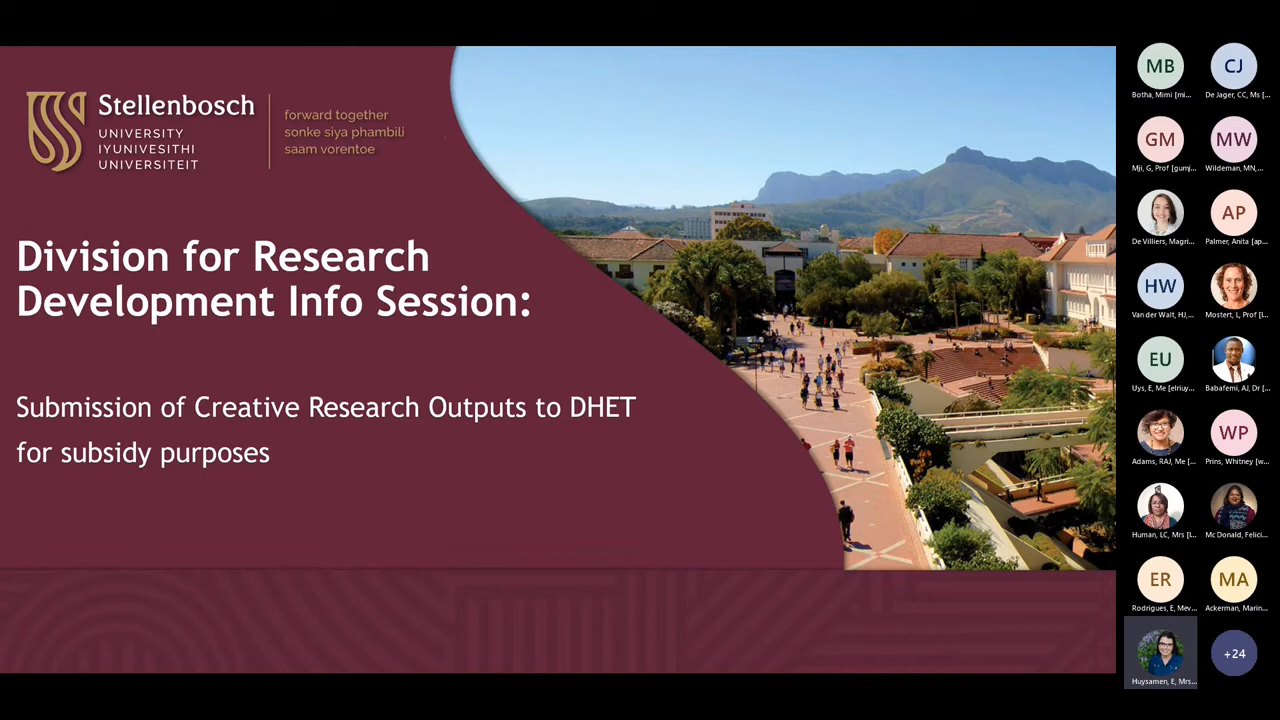 Stellenbosch
UNIVERSITY
IYUNIVESITHI
UNIVERSITEIT
forward together
sonke siya phambili
saam vorentoe
Division for Research
Development Info Session:
Submission of Creative Research Outputs to DHET
for subsidy purposes
MB
Botha, Mimi [mi...
CJ
De Jager, CC, Ms [...
GM
Mji, G, Prof [gumj...
MW
Wildeman, MN,...
De Villiers, Magri...
AP
Palmer, Anita [ap...
HW
Van der Walt, HJ,...
Mostert, L, Prof [l...
EU
Uys, E, Me [elriuy...
Babafemi, AJ, Dr [...
Adams, RAJ, Me [...
WP
Prins, Whitney [w...
Human, LC, Mrs [l...
Mc Donald, Felici...
ER
Rodrigues, E, Mev...
MA
Ackerman, Marin...
Huysamen, E, Mrs...
+24